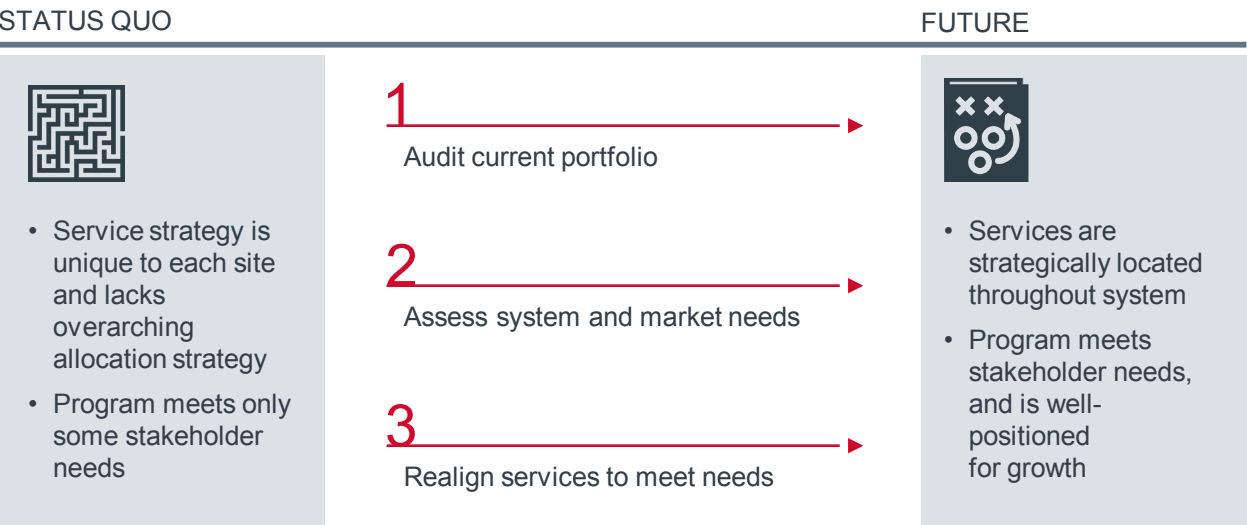 STATUS QUO
FUTURE
• Service strategy is
unique to each site
and lacks
overarching
allocation strategy
• Program meets only
some stakeholder
needs
1
Audit current portfolio
2
Assess system and market needs
3
Realign services to meet needs
• Services are
strategically located
throughout system
• Program meets
stakeholder needs,
and is well-
positioned
for growth